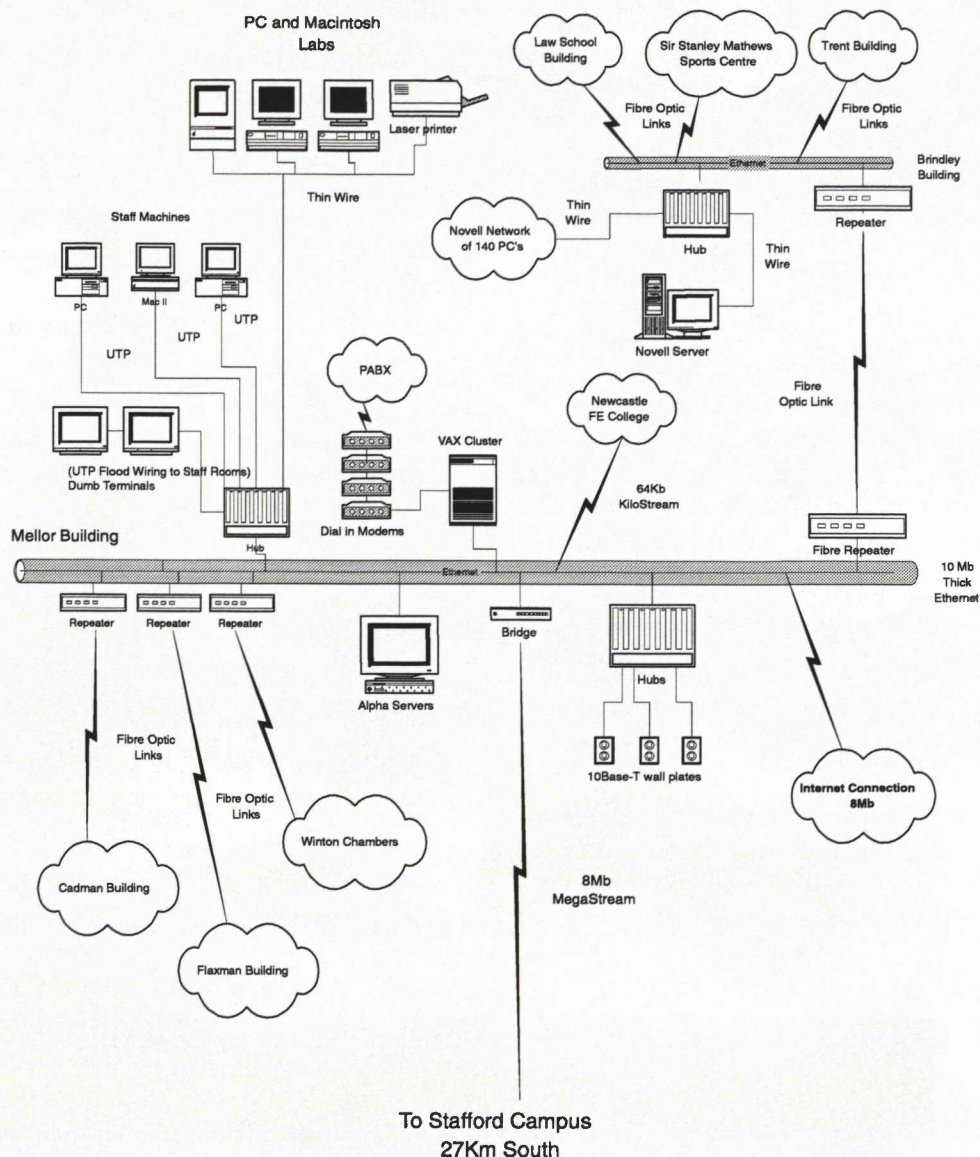 PC and Macintosh
Labs
Law School
Building
Sir Stanley Mathews
Sports Centre
Trent Building
Fibre Optic
Links
Fibre Optic
Links
Laser printer
Ethernet
Brindley
Building
Thin Wire
Thin
Wire
Repeater
Staff Machines
Novell Network
of 140 PC's
Hub
Thin
Wire
PC
Mac II
PC
UTP
UTP
UTP
Novell Server
PABX
Newcastle
FE College
Fibre
Optic Link
VAX Cluster
(UTP Flood Wiring to Staff Rooms)
Dumb Terminals
64Kb
KiloStream
Dial in Modems
Mellor Building
Hub
Fibre Repeater
Ethernet
10 Mb
Thick
Ethernet
Repeater
Repeater
Repeater
Bridge
Alpha Servers
Hubs
Fibre Optic
Links
10Base-T wall plates
Internet Connection
8Mb
Fibre Optic
Links
Winton Chambers
Cadman Building
8Mb
MegaStream
Flaxman Building
To Stafford Campus
27Km South